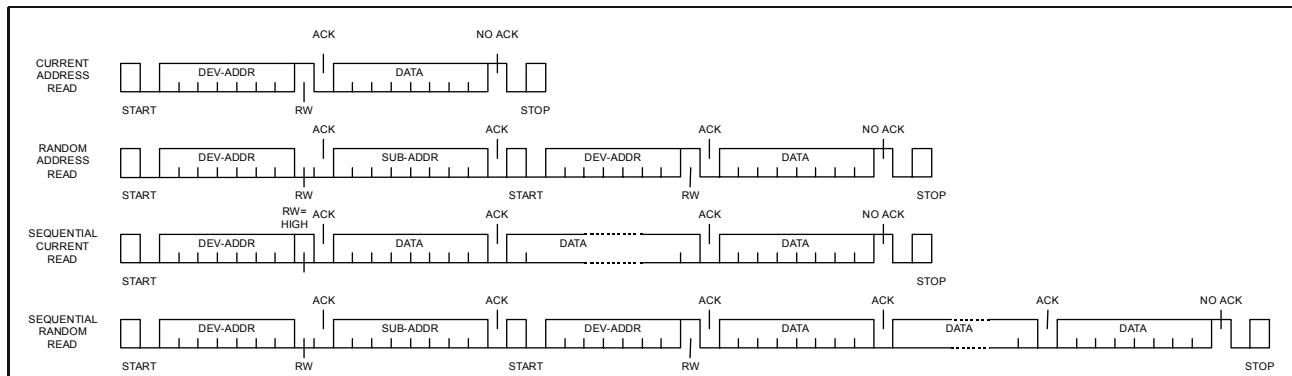 ACK NO ACK
CURRENT
ADDRESS
READ
DEV-ADDR DATA
START RW STOP
ACK ACK ACK NO ACK
RANDOM
ADDRESS
READ
DEV-ADDR SUB-ADDR DEV-ADDR DATA
START RW START RW STOP
RW=
HIGH
ACK ACK ACK NO ACK
SEQUENTIAL
CURRENT
READ
DEV-ADDR DATA DATA DATA
START STOP
ACK ACK ACK ACK ACK NO ACK
SEQUENTIAL
RANDOM
READ
DEV-ADDR SUB-ADDR DEV-ADDR DATA DATA DATA
START RW START RW STOP